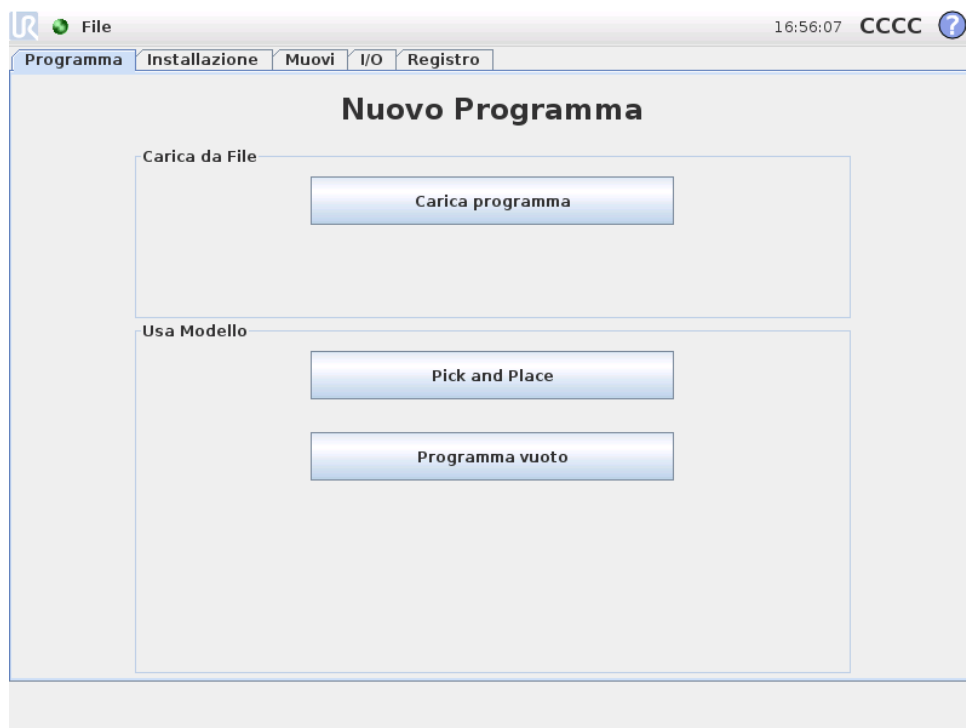 UR File 16:56:07 CCCC ?
Programma Installazione Muovi I/O Registro
Nuovo Programma
Carica da File
Carica programma
Usa Modello
Pick and Place
Programma vuoto